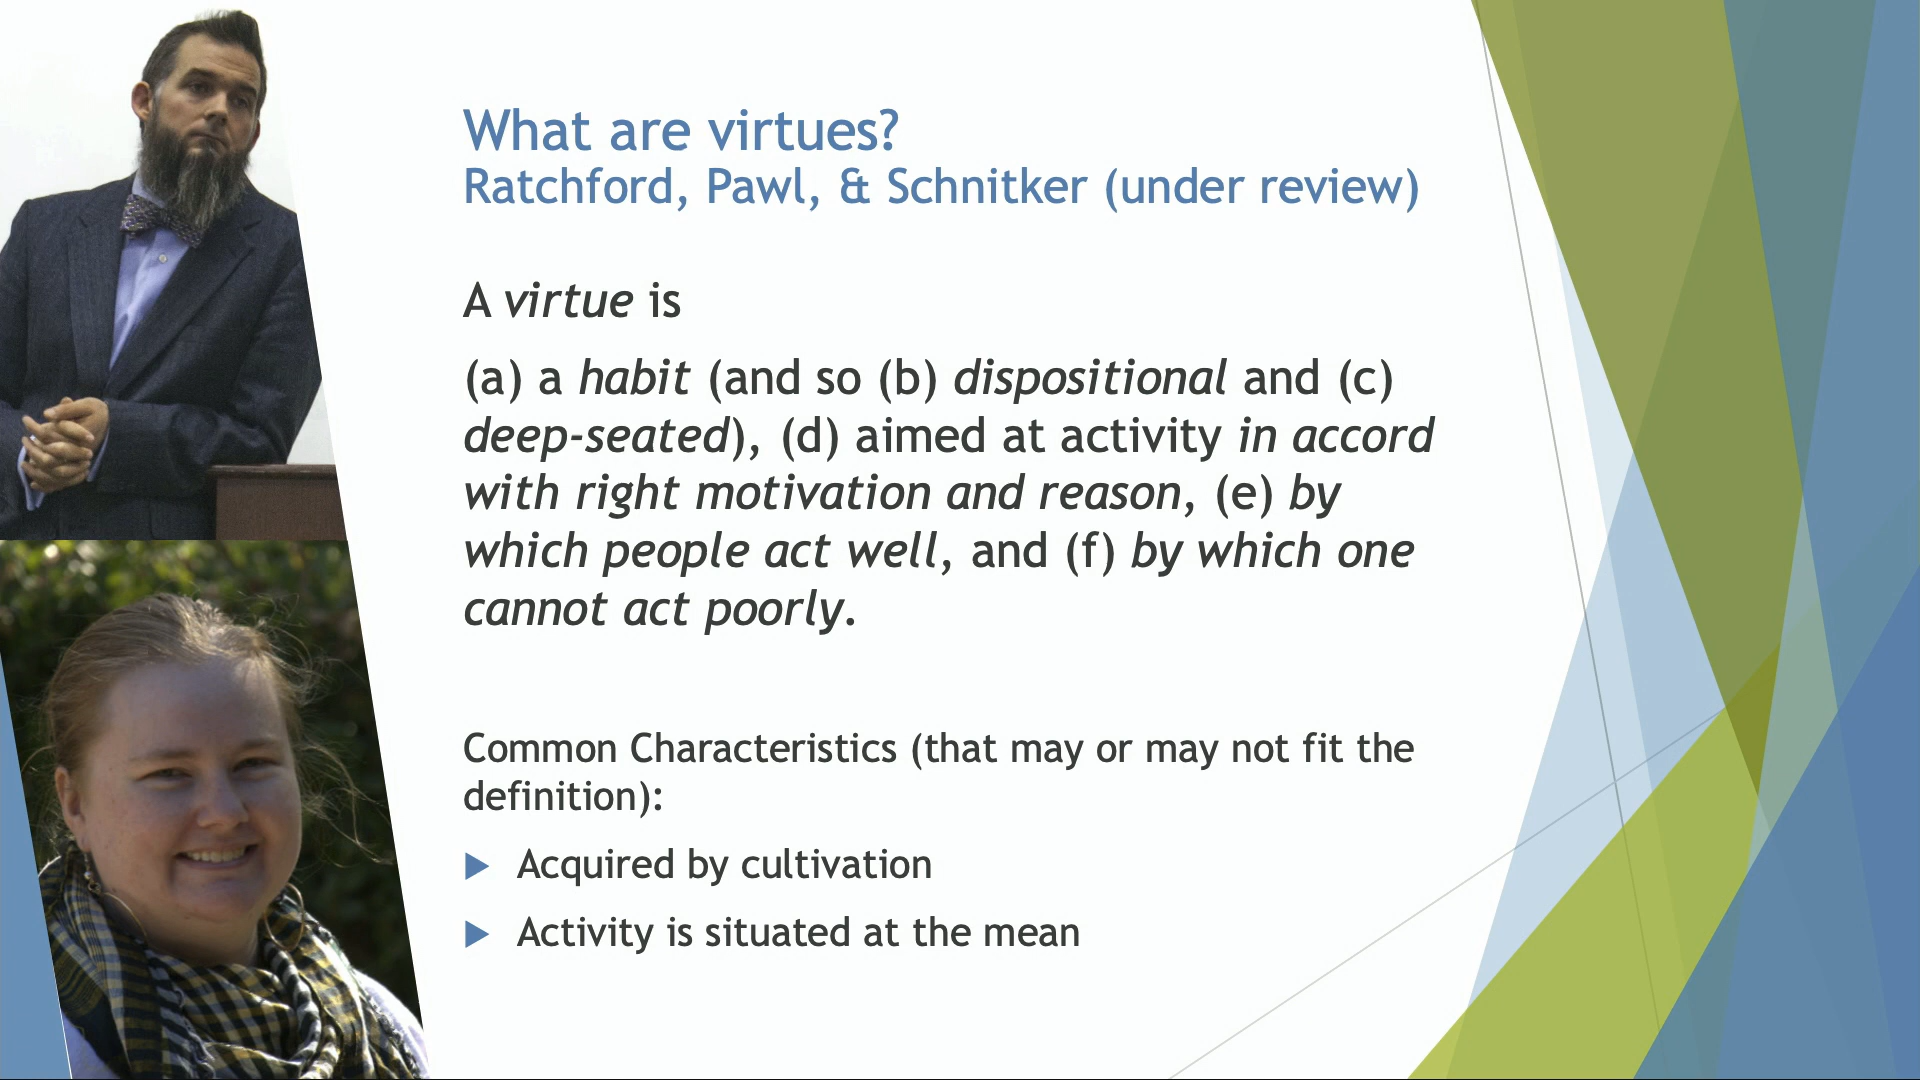 What are virtues?
Ratchford, Pawl, & Schnitker (under review)
A virtue is
(a) a habit (and so (b) dispositional and (c)
deep-seated), (d) aimed at activity in accord
with right motivation and reason, (e) by
which people act well, and (f) by which one
cannot act poorly.
Common Characteristics (that may or may not fit the
definition):
Acquired by cultivation
Activity is situated at the mean